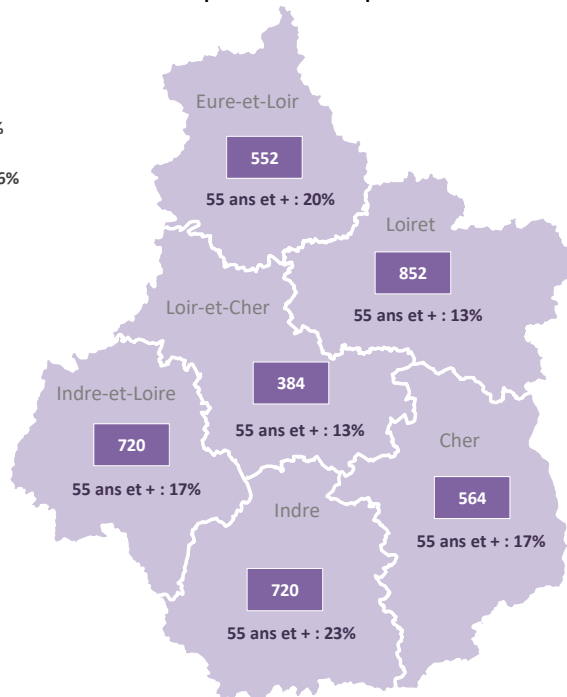 Eure-et-Loir
552
55 ans et + : 20%
Loiret
852
55 ans et + : 13%
Loir-et-Cher
384
55 ans et + : 13%
Indre-et-Loire
720
55 ans et + : 17%
Cher
564
55 ans et + : 17%
Indre
720
55 ans et + : 23%